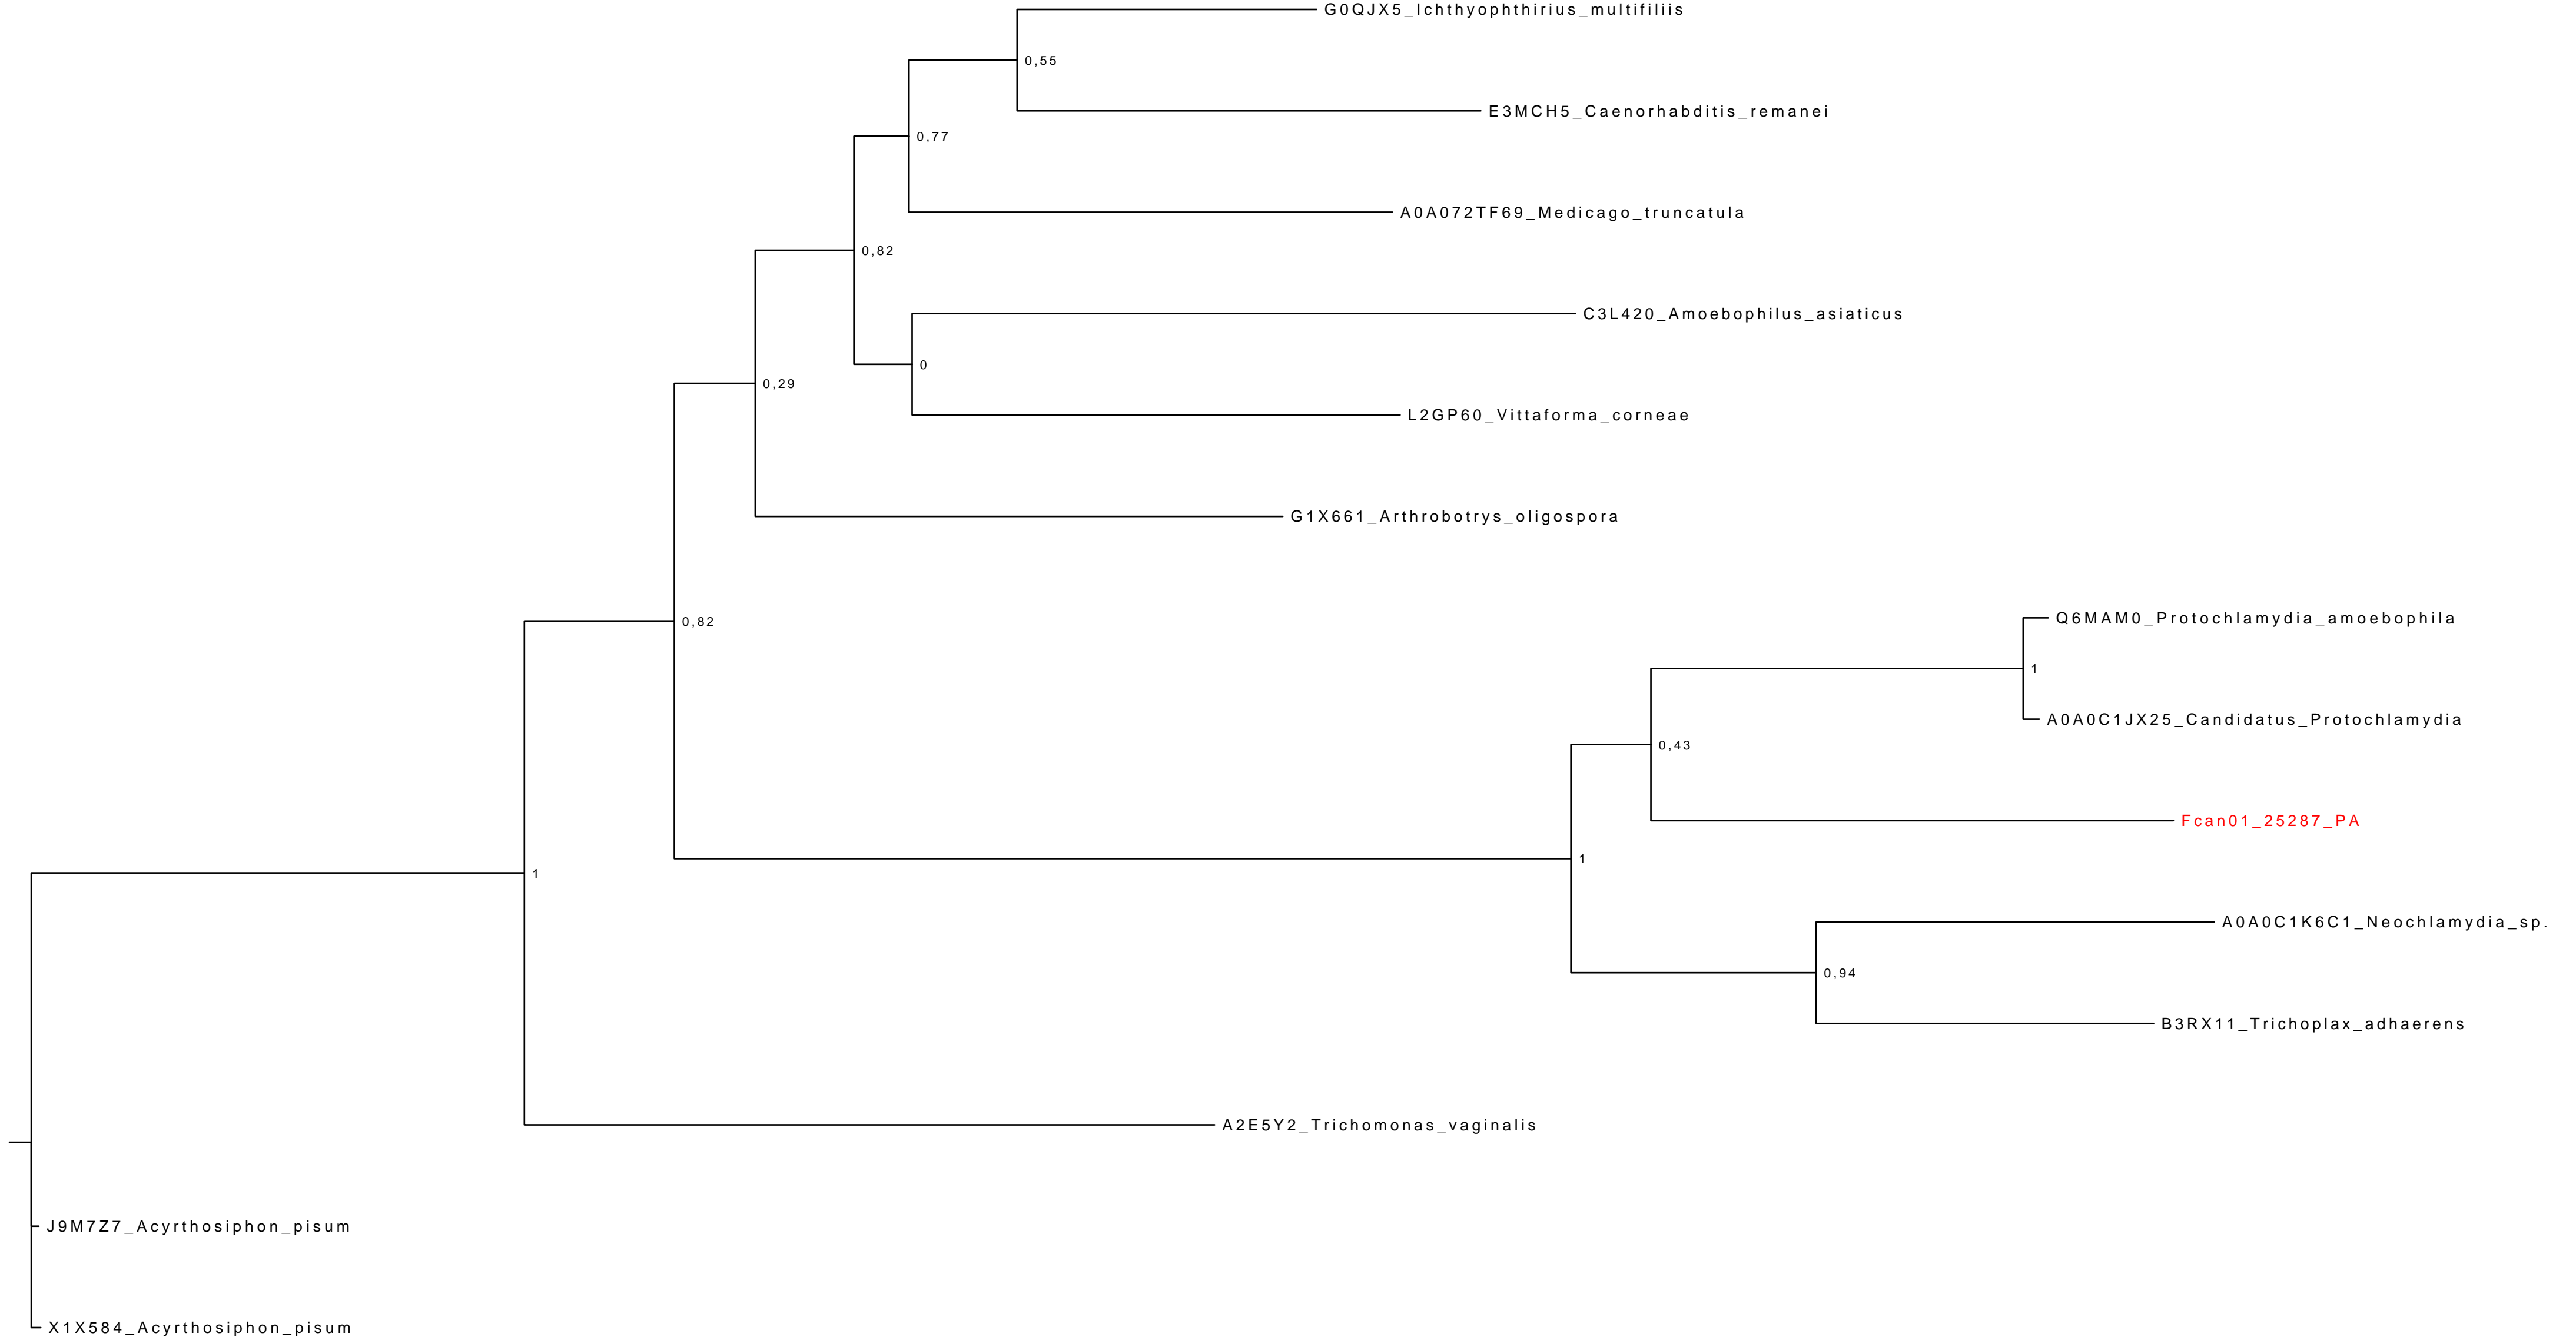 G0QJX5_Ichthyophthirius_multifiliis
0,55
E3MCH5_Caenorhabditis_remanei
0,77
A0A072TF69_Medicago_truncatula
0,82
C3L420_Amoebophilus_asiaticus
0
0,29
L2GP60_Vittaforma_corneae
G1X661_Arthrobotrys_oligospora
Q6MAM0_Protochlamydia_amoebophila
0,82
1
A0A0C1JX25_Candidatus_Protochlamydia
0,43
Fcan01_25287_PA
1
1
A0A0C1K6C1_Neochlamydia_sp.
0,94
B3RX11_Trichoplax_adhaerens
A2E5Y2_Trichomonas_vaginalis
J9M7Z7_Acyrthosiphon_pisum
X1X584_Acyrthosiphon_pisum